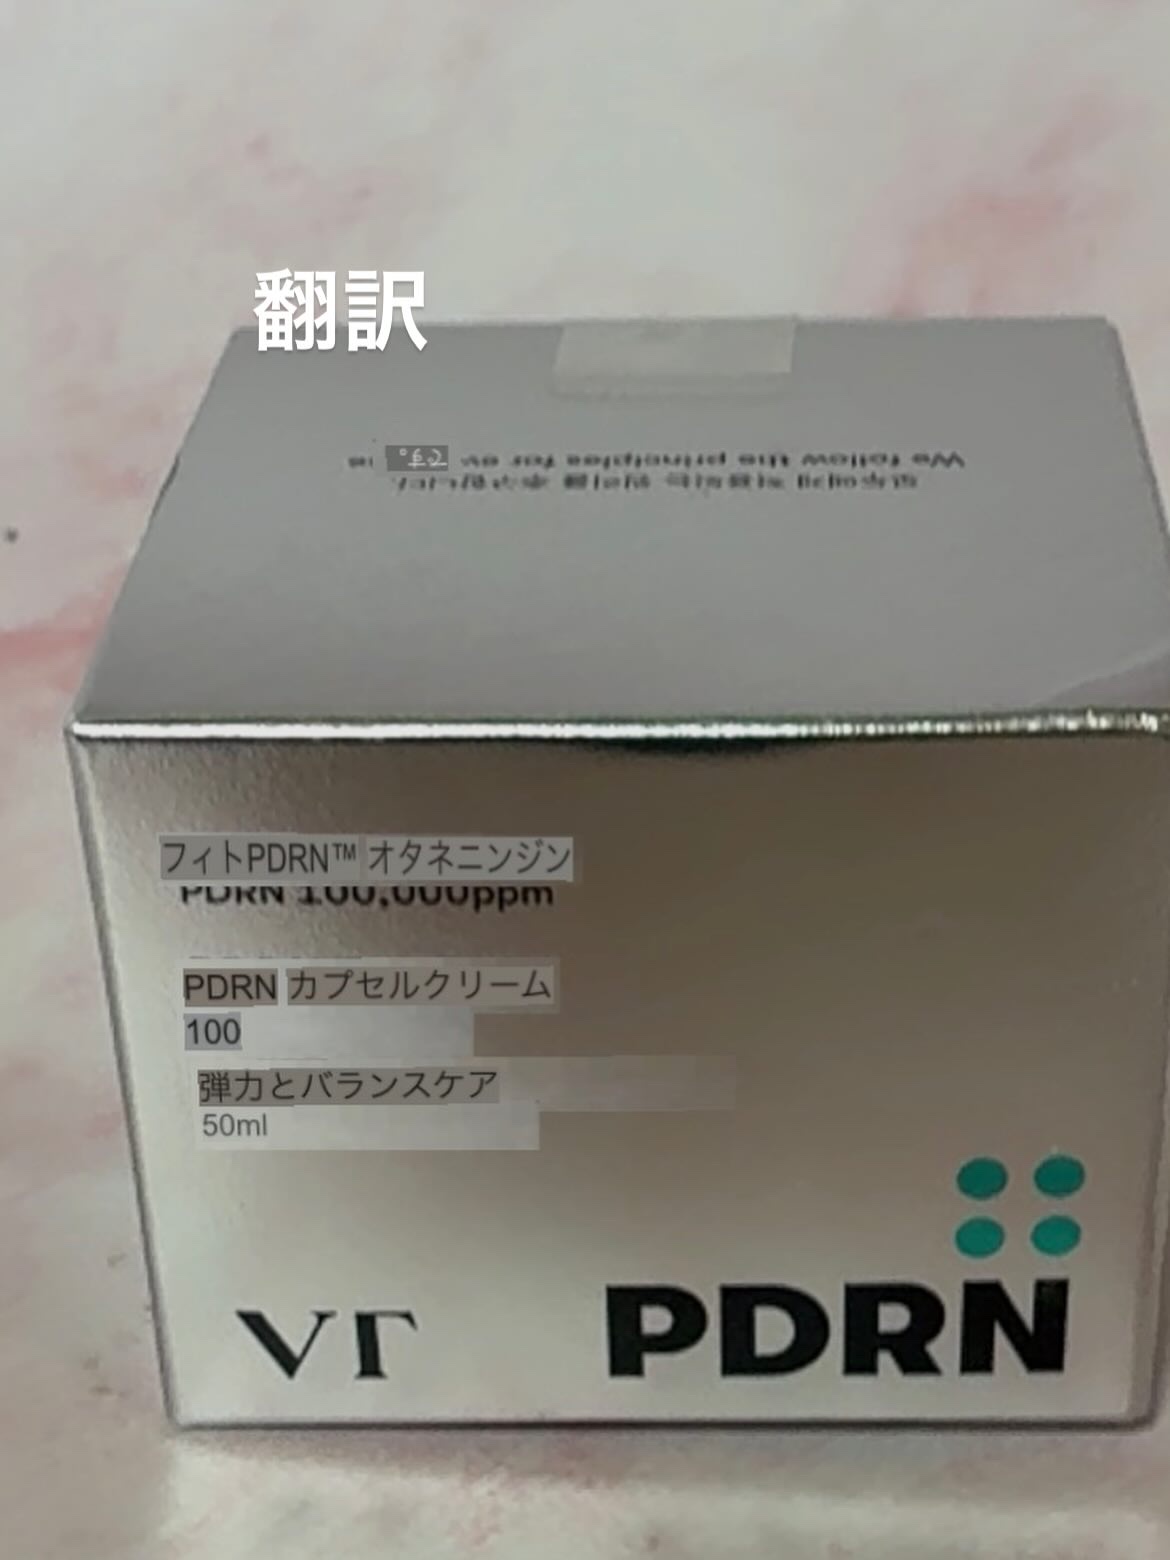 翻訳
We follow the principles for
フィトPDRN™ オタネニンジン
PDRN 100,000ppm
PDRN カプセルクリーム
100
弾力とバランスケア
50ml
VT
PDRN